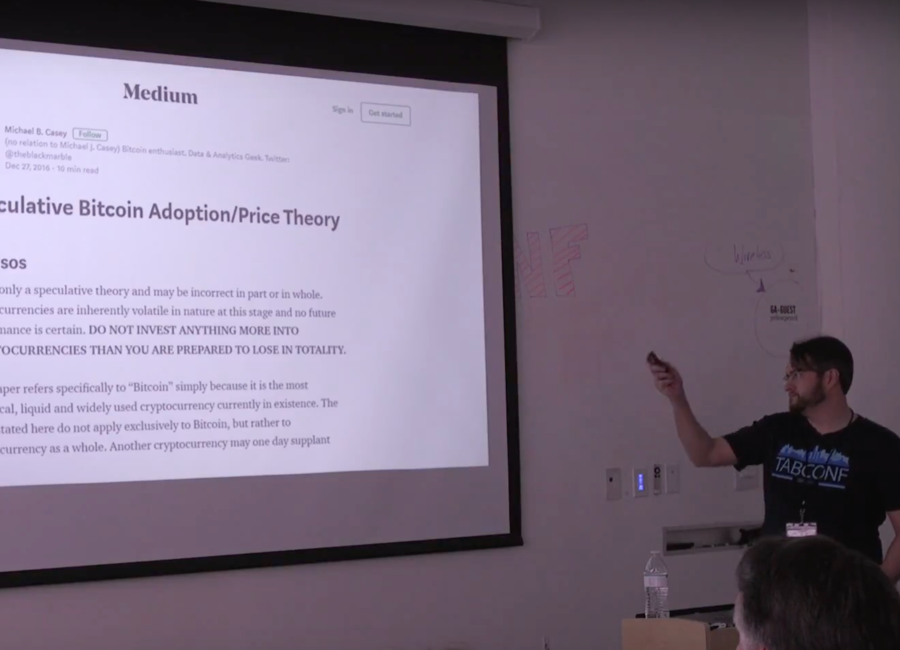 Medium
Sign in
Get started
Michael B. Casey Follow
(no relation to Michael J. Casey) Bitcoin enthusiast, Data & Analytics Geek. Twitter:
@theblackmarble
Dec 27, 2016 · 10 min read
culative Bitcoin Adoption/Price Theory
sos
only a speculative theory and may be incorrect in part or in whole.
currencies are inherently volatile in nature at this stage and no future
mance is certain. DO NOT INVEST ANYTHING MORE INTO
OCURRENCIES THAN YOU ARE PREPARED TO LOSE IN TOTALITY.
aper refers specifically to “Bitcoin” simply because it is the most
cal, liquid and widely used cryptocurrency currently in existence. The
tated here do not apply exclusively to Bitcoin, but rather to
currency as a whole. Another cryptocurrency may one day supplant
NF
GA-GUEST
TABCONF